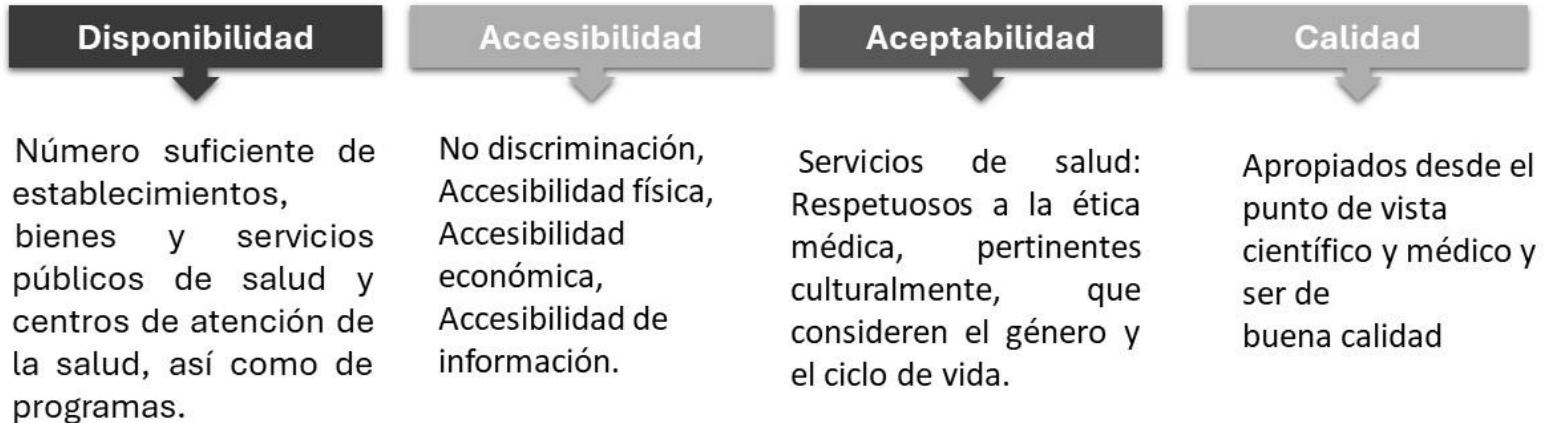 Disponibilidad
Número suficiente de
establecimientos,
bienes y servicios
públicos de salud y
centros de atención de
la salud, así como de
programas.
Accesibilidad
No discriminación,
Accesibilidad física,
Accesibilidad
económica,
Accesibilidad de
información.
Aceptabilidad
Servicios de salud:
Respetuosos a la ética
médica, pertinentes
culturalmente, que
consideren el género y
el ciclo de vida.
Calidad
Apropiados desde el
punto de vista
científico y médico y
ser de
buena calidad